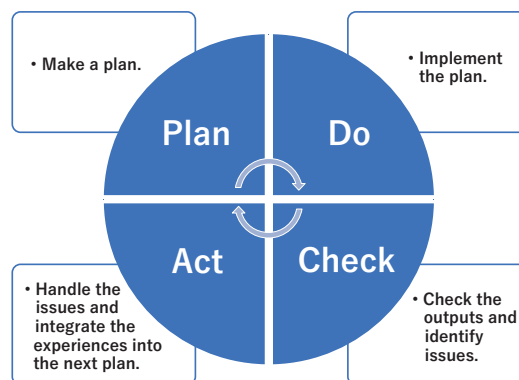 • Make a plan.
• Implement
the plan.
Plan
Do
Act
Check
• Handle the
issues and
integrate the
experiences into
the next plan.
• Check the
outputs and
identify
issues.